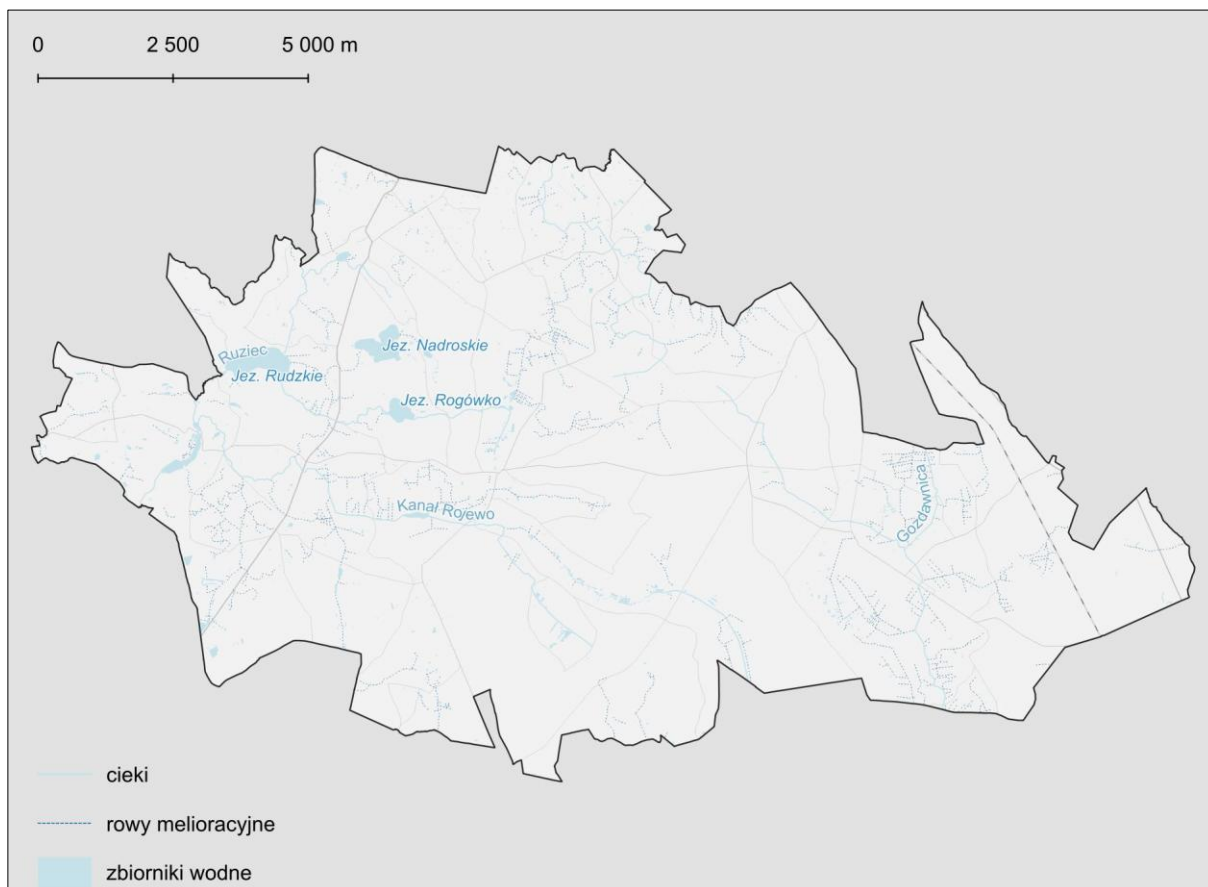 0 2 500 5 000 m
Ruziec
Jez. Nadroskie
Jez. Rudzkie
Jez. Rogówko
Kanał Rojewo
Gozdawnica
cieki
rowy melioracyjne
zbiorniki wodne